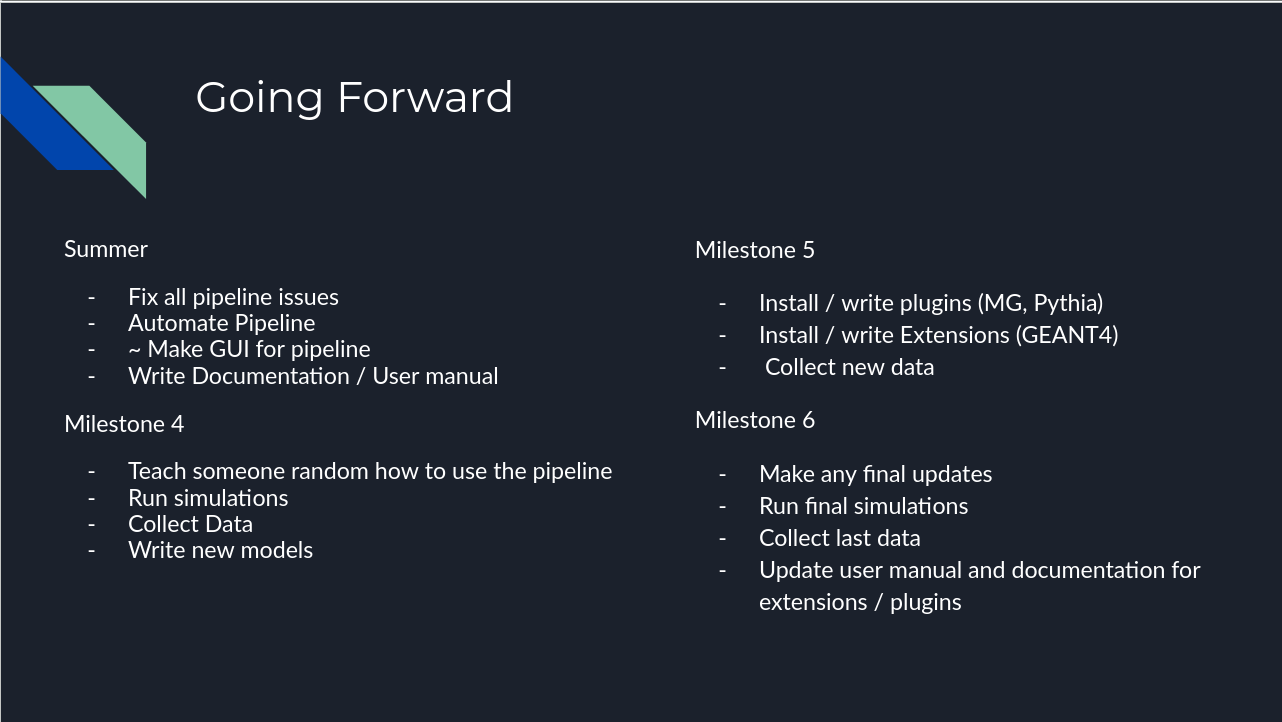 Going Forward
Summer
- Fix all pipeline issues
- Automate Pipeline
- ~ Make GUI for pipeline
- Write Documentation / User manual
Milestone 4
- Teach someone random how to use the pipeline
- Run simulations
- Collect Data
- Write new models
Milestone 5
- Install / write plugins (MG, Pythia)
- Install / write Extensions (GEANT4)
- Collect new data
Milestone 6
- Make any final updates
- Run final simulations
- Collect last data
- Update user manual and documentation for
extensions / plugins